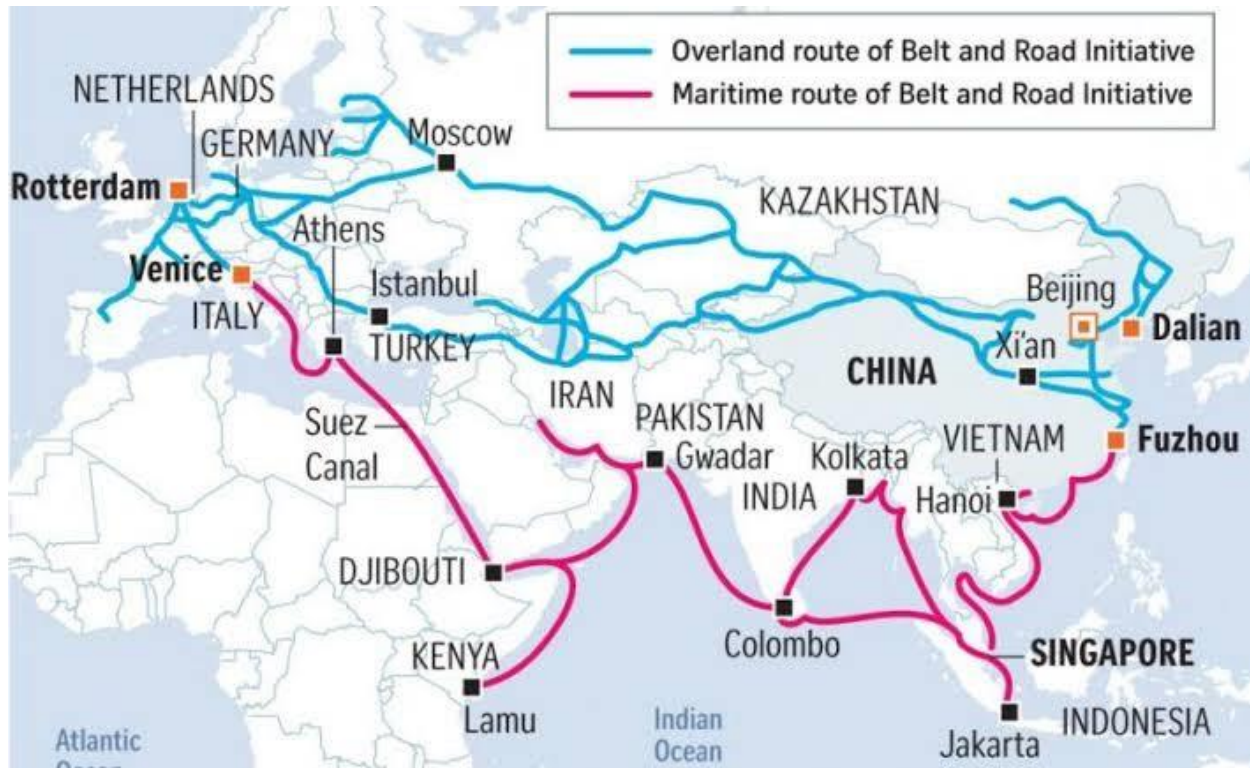 Overland route of Belt and Road Initiative
Maritime route of Belt and Road Initiative
NETHERLANDS
GERMANY
Moscow
Rotterdam
KAZAKHSTAN
Athens
Venice
Istanbul
Beijing
ITALY
TURKEY
Xi'an
Dalian
CHINA
IRAN
PAKISTAN
Suez
Canal
Gwadar
Kolkata
VIETNAM
Fuzhou
INDIA
Hanoi
DJIBOUTI
Colombo
KENYA
SINGAPORE
Lamu
Indian
Ocean
INDONESIA
Jakarta
Atlantic
Ocean